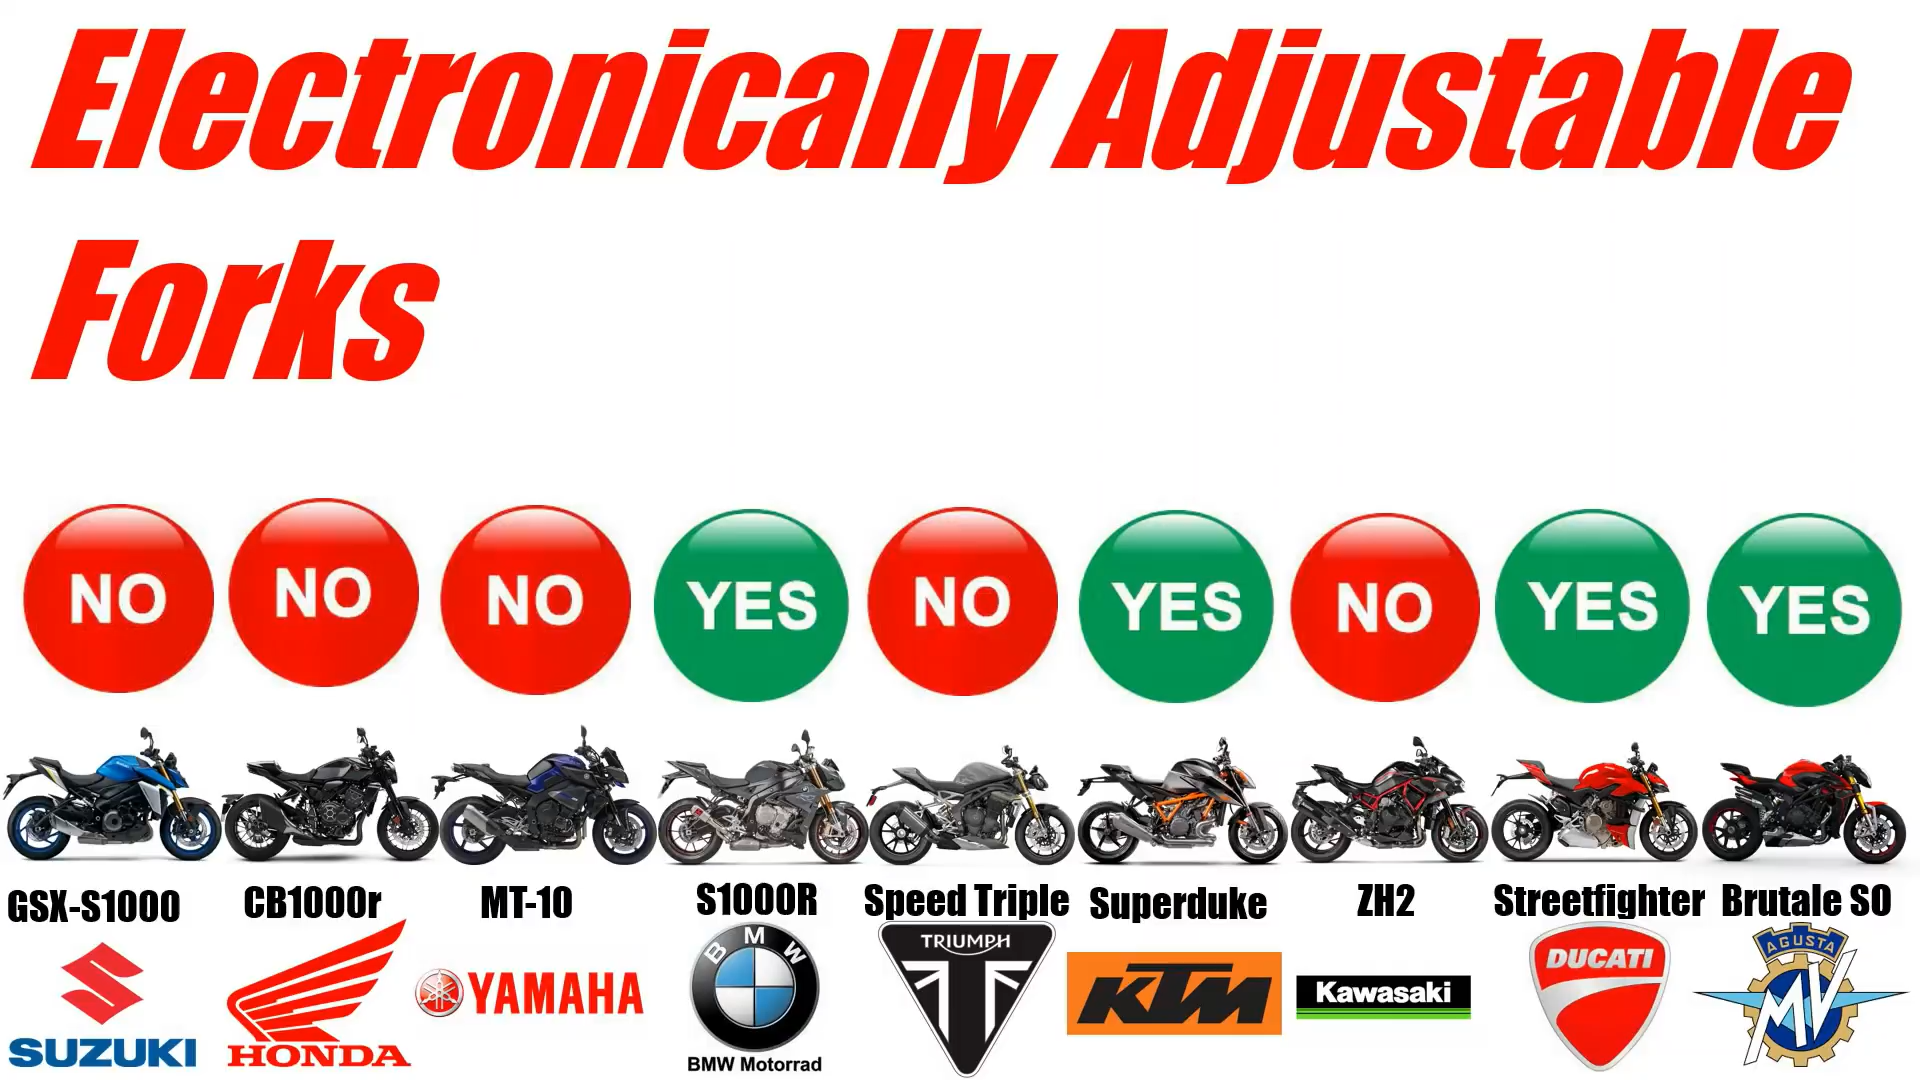 Electronically Adjustable
Forks
NO NO NO YES NO YES NO YES YES
GSX-S1000 CB1000r MT-10 S1000R Speed Triple Superduke ZH2 Streetfighter Brutale SO
SUZUKI HONDA YAMAHA BMW TRIUMPH KTM Kawasaki DUCATI AGUSTA MV
BMW Motorrad